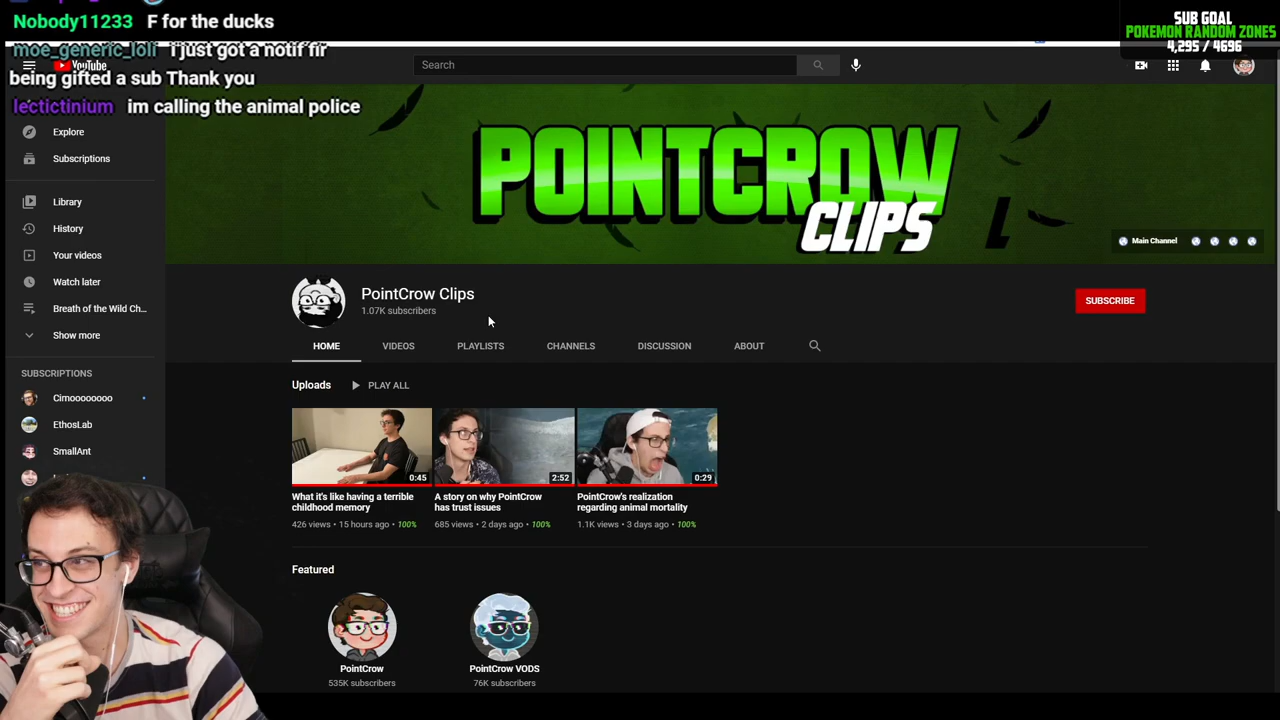 Nobody11233 F for the ducks
moe_generic_loli I just got a notif fir
being gifted a sub Thank you
lectictinium im calling the animal police
SUB GOAL
POKEMON RANDOM ZONES
4,295 / 4696
YouTube
Search
Explore
Subscriptions
Library
History
Your videos
Watch later
Breath of the Wild Ch...
Show more
SUBSCRIPTIONS
Cimoooooooo
EthosLab
SmallAnt
POINTCROW
CLIPS
Main Channel
PointCrow Clips
1.07K subscribers
SUBSCRIBE
HOME VIDEOS PLAYLISTS CHANNELS DISCUSSION ABOUT
Uploads PLAY ALL
0:45
What it's like having a terrible
childhood memory
426 views • 15 hours ago • 100%
2:52
A story on why PointCrow
has trust issues
685 views • 2 days ago • 100%
0:29
PointCrow's realization
regarding animal mortality
1.1K views • 3 days ago • 100%
Featured
PointCrow
535K subscribers
PointCrow VODS
76K subscribers